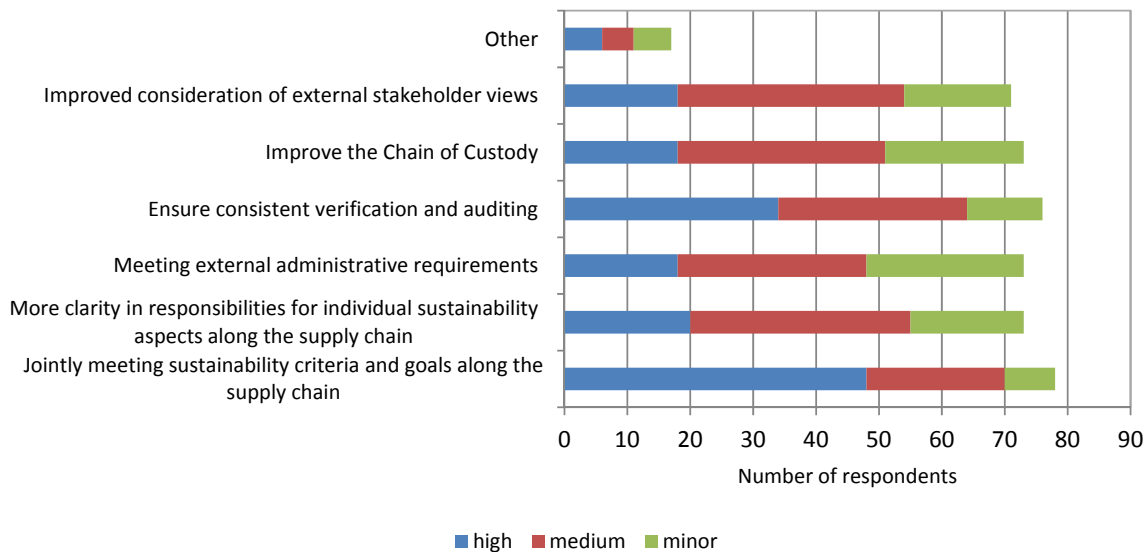 Other
Improved consideration of external stakeholder views
Improve the Chain of Custody
Ensure consistent verification and auditing
Meeting external administrative requirements
More clarity in responsibilities for individual sustainability
aspects along the supply chain
Jointly meeting sustainability criteria and goals along the
supply chain
0 10 20 30 40 50 60 70 80 90
Number of respondents
high medium minor